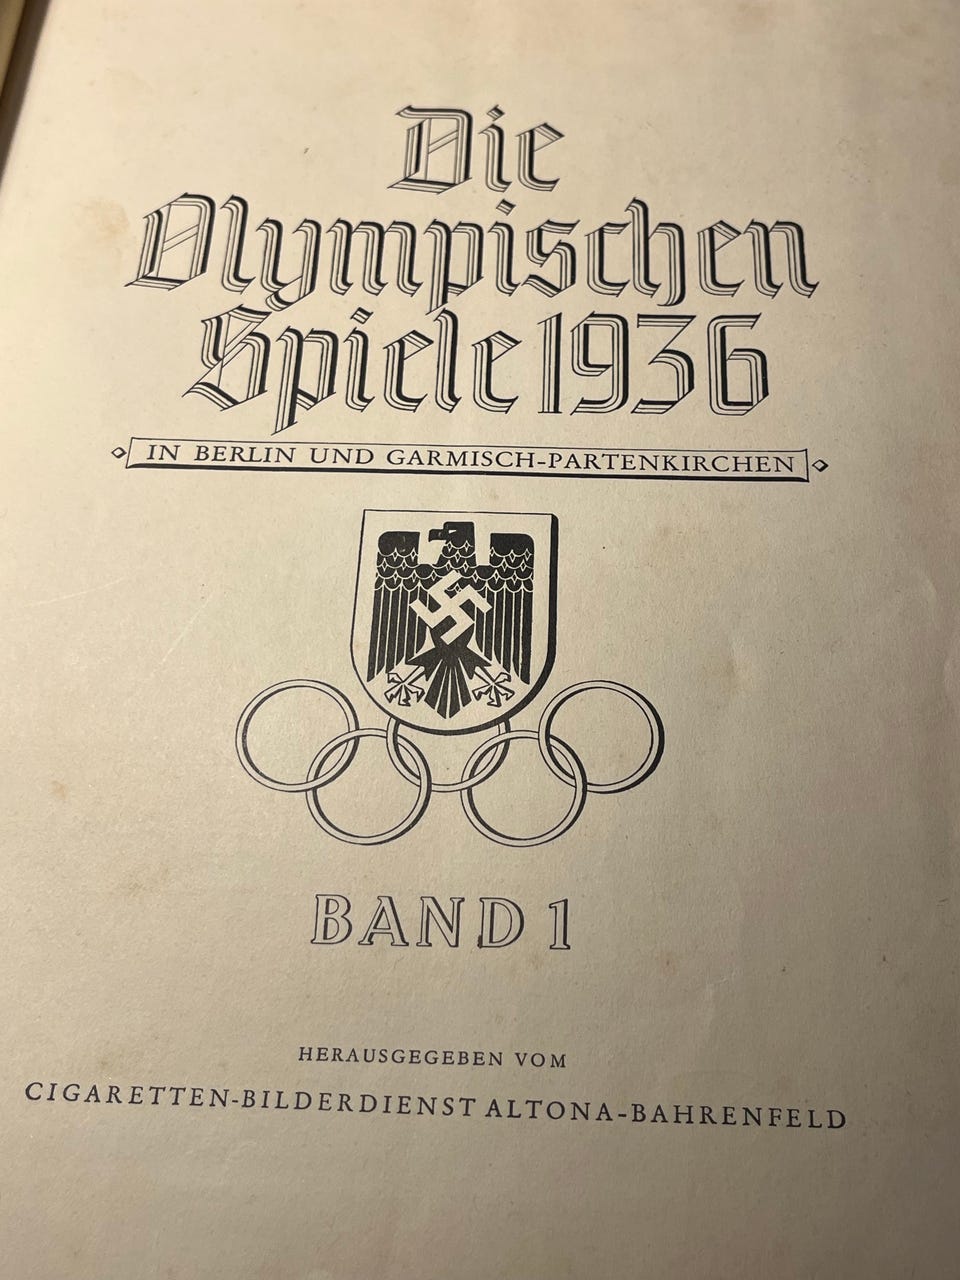 Die
Olympischen
Spiele 1936
IN BERLIN UND GARMISCH-PARTENKIRCHEN
BAND 1
HERAUSGEGEBEN VOM
CIGARETTEN-BILDERDIENST ALTONA-BAHRENFELD